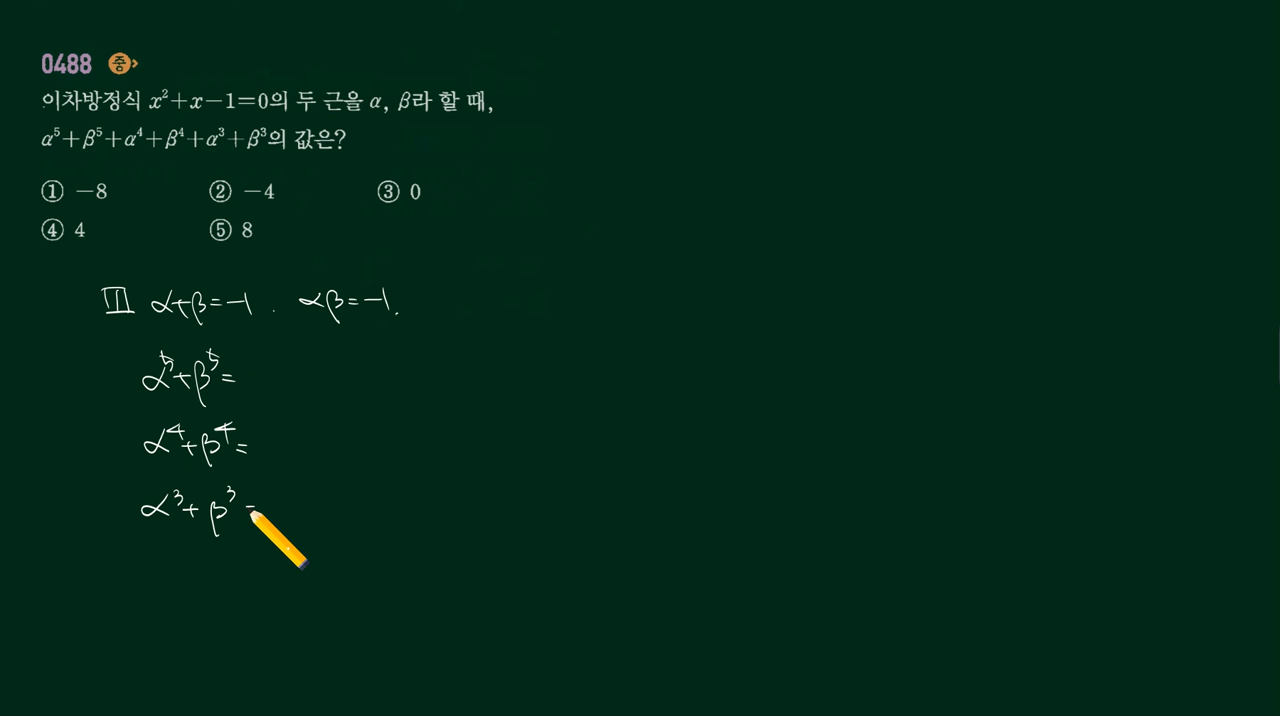 0488 중
이차방정식 x²+x-1=0의 두 근을 α, β라 할 때,
α⁵+β⁵+α⁴+β⁴+α³+β³의 값은?
① -8 ② -4 ③ 0
④ 4 ⑤ 8
α+β=-1. αβ=-1.
α⁵+β⁵=
α⁴+β⁴=
α³+β³=